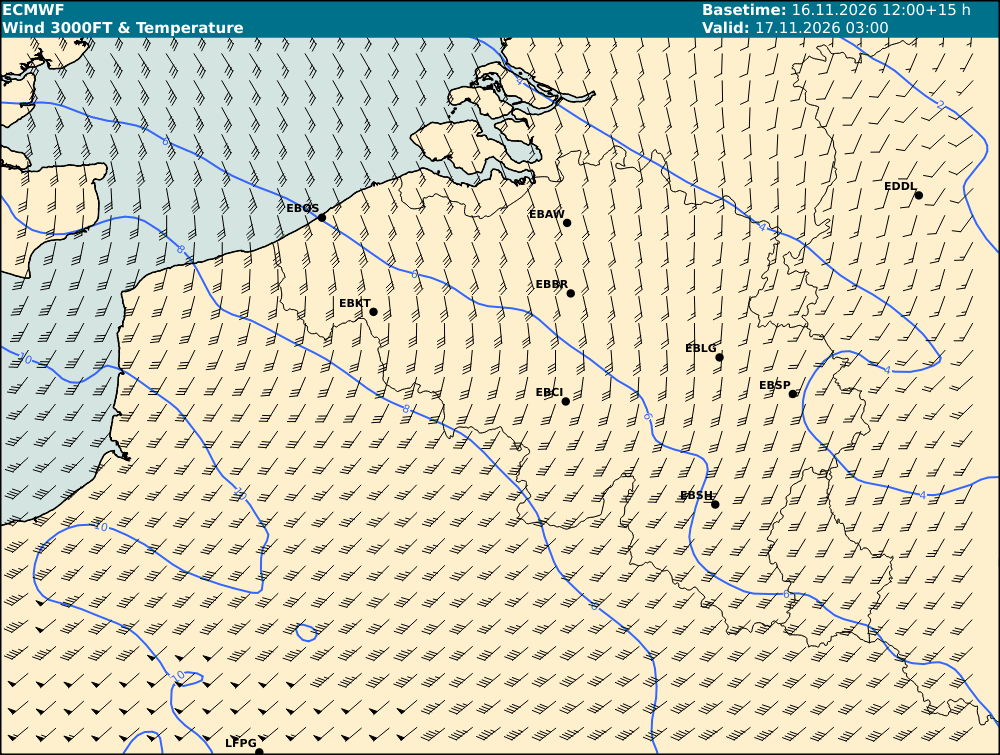 ECMWF
Wind 3000FT & Temperature
Basetime: 16.11.2026 12:00+15 h
Valid: 17.11.2026 03:00
4
2
6
EDDL
EBOS
EBAW
4
8
6
EBBR
EBKT
EBLG
10
4
EBSP
EBCI
8
6
10
EBSH
4
10
6
8
10
LFPG